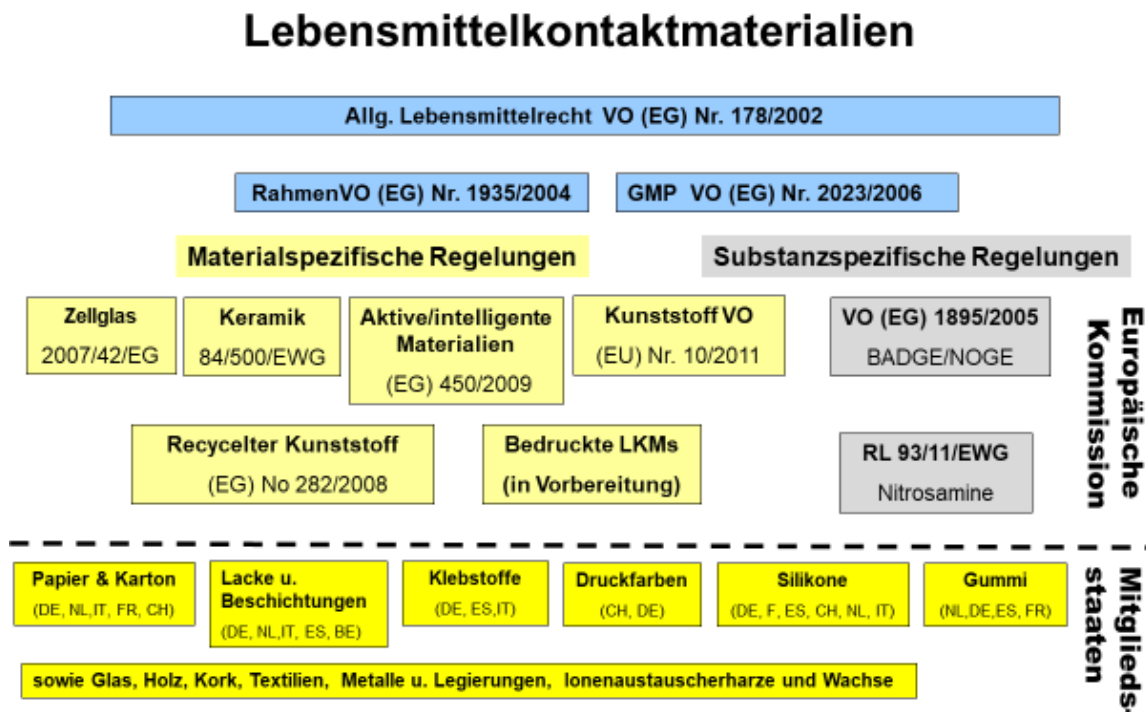 Lebensmittelkontaktmaterialien
Allg. Lebensmittelrecht VO (EG) Nr. 178/2002
RahmenVO (EG) Nr. 1935/2004
GMP VO (EG) Nr. 2023/2006
Materialspezifische Regelungen
Substanzspezifische Regelungen
Zellglas
2007/42/EG
Keramik
84/500/EWG
Aktive/intelligente
Materialien
(EG) 450/2009
Kunststoff VO
(EU) Nr. 10/2011
VO (EG) 1895/2005
BADGE/NOGE
Recycelter Kunststoff
(EG) No 282/2008
Bedruckte LKMs
(in Vorbereitung)
RL 93/11/EWG
Nitrosamine
Europäische
Kommission
Papier & Karton
(DE, NL,IT, FR, CH)
Lacke u.
Beschichtungen
(DE, NL,IT, ES, BE)
Klebstoffe
(DE, ES,IT)
Druckfarben
(CH, DE)
Silikone
(DE, F, ES, CH, NL, IT)
Gummi
(NL,DE,ES, FR)
sowie Glas, Holz, Kork, Textilien, Metalle u. Legierungen, Ionenaustauscherharze und Wachse
Mitglieds-
staaten